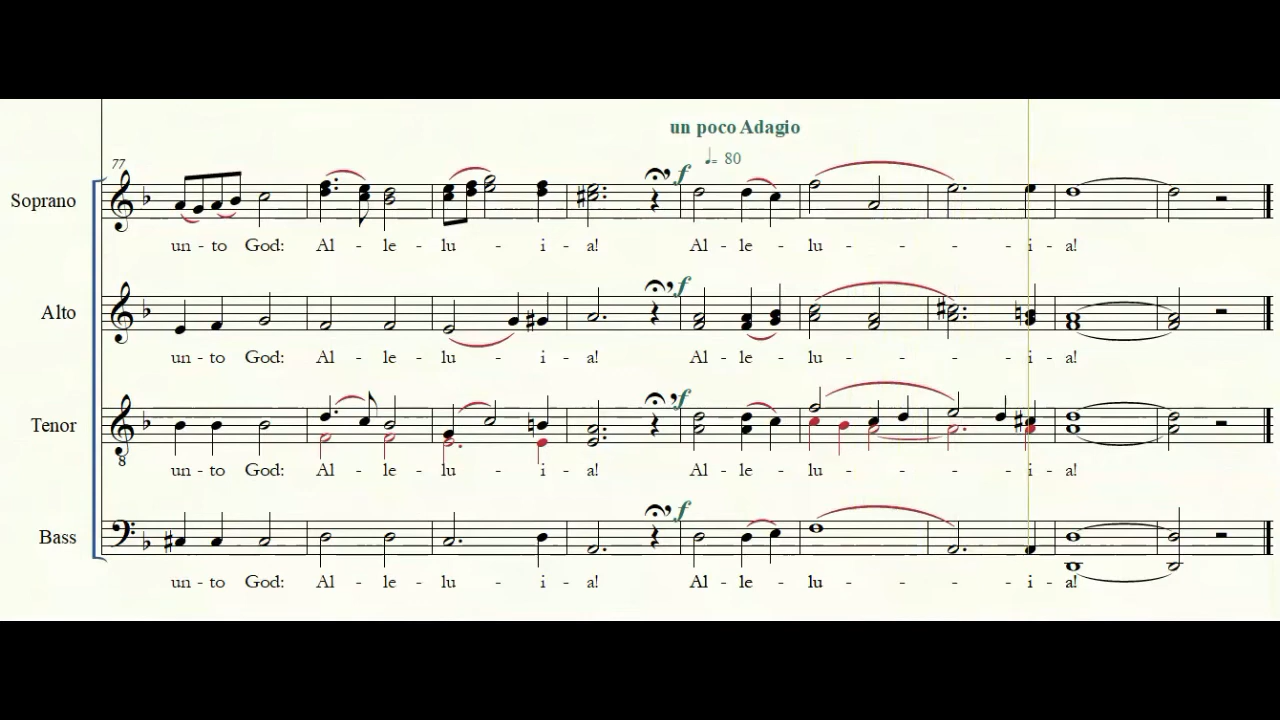 un poco Adagio
77
♩= 80
f
Soprano
un - to God: Al - le - lu - i - a! Al - le - lu - - - i - a!
f
Alto
un - to God: Al - le - lu - i - a! Al - le - lu - - - i - a!
f
Tenor
8
un - to God: Al - le - lu - i - a! Al - le - lu - - - i - a!
f
Bass
un - to God: Al - le - lu - i - a! Al - le - lu - - - i - a!